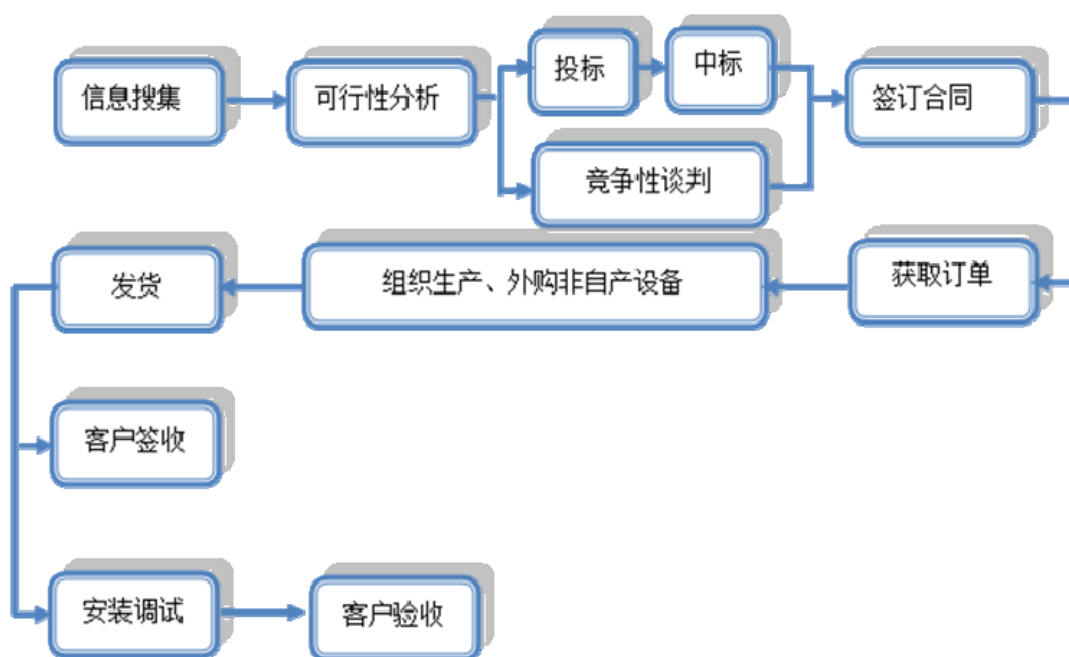 信息搜集
可行性分析
投标
中标
竞争性谈判
签订合同
获取订单
组织生产、外购非自产设备
发货
客户签收
安装调试
客户验收